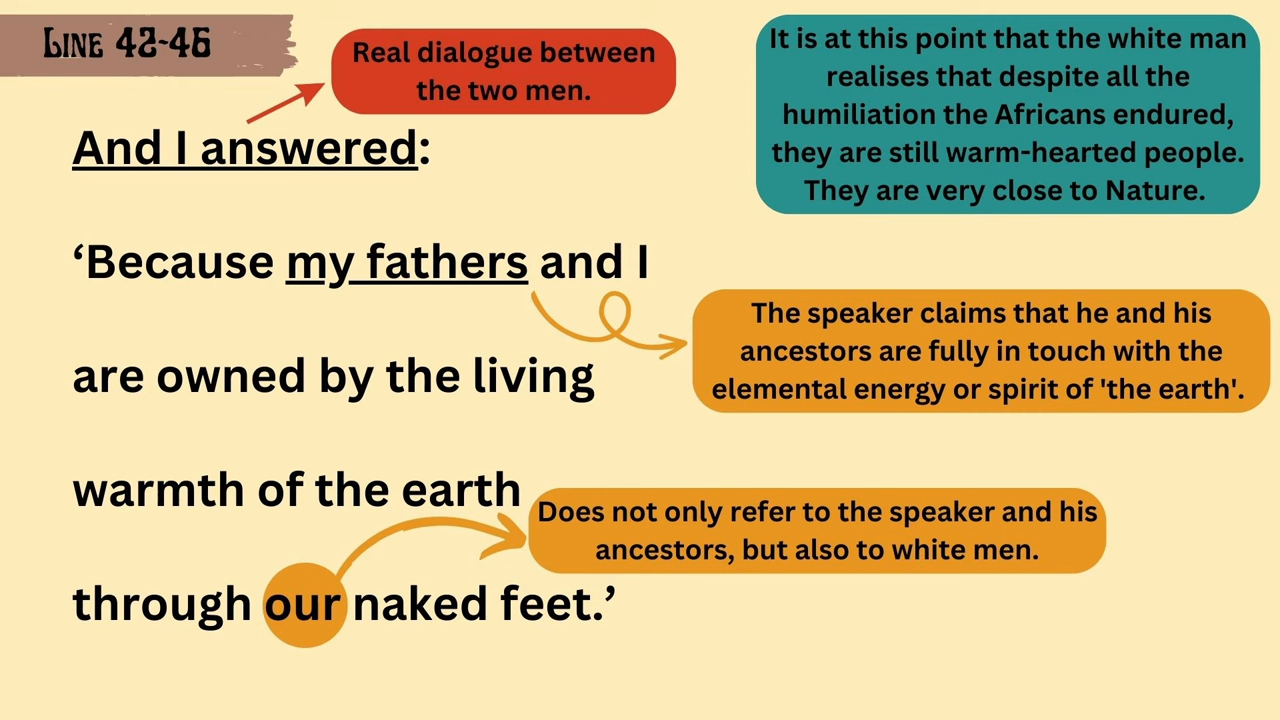 LINE 42-46
Real dialogue between
the two men.
It is at this point that the white man
realises that despite all the
humiliation the Africans endured,
they are still warm-hearted people.
They are very close to Nature.
And I answered:
‘Because my fathers and I
The speaker claims that he and his
ancestors are fully in touch with the
elemental energy or spirit of 'the earth'.
are owned by the living
warmth of the earth
Does not only refer to the speaker and his
ancestors, but also to white men.
through our naked feet.’